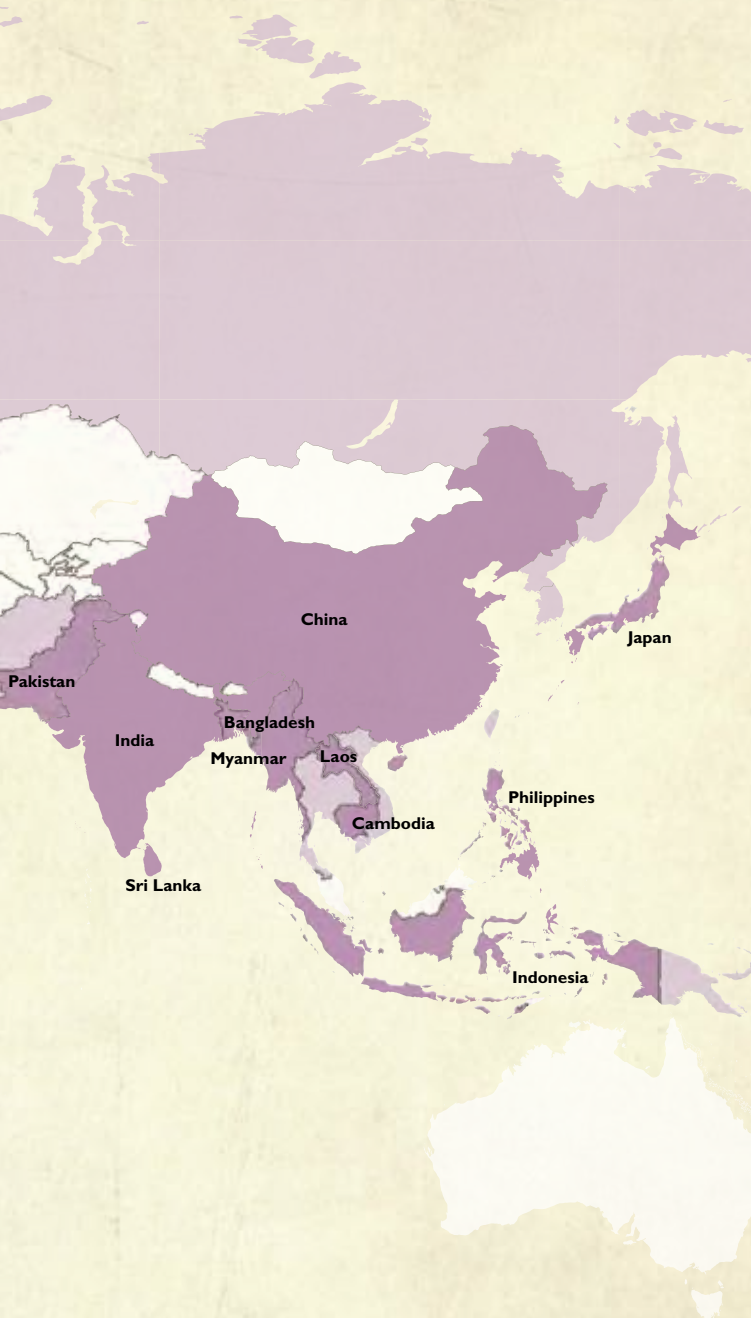 China
Japan
Pakistan
Bangladesh
India
Laos
Myanmar
Philippines
Cambodia
Sri Lanka
Indonesia